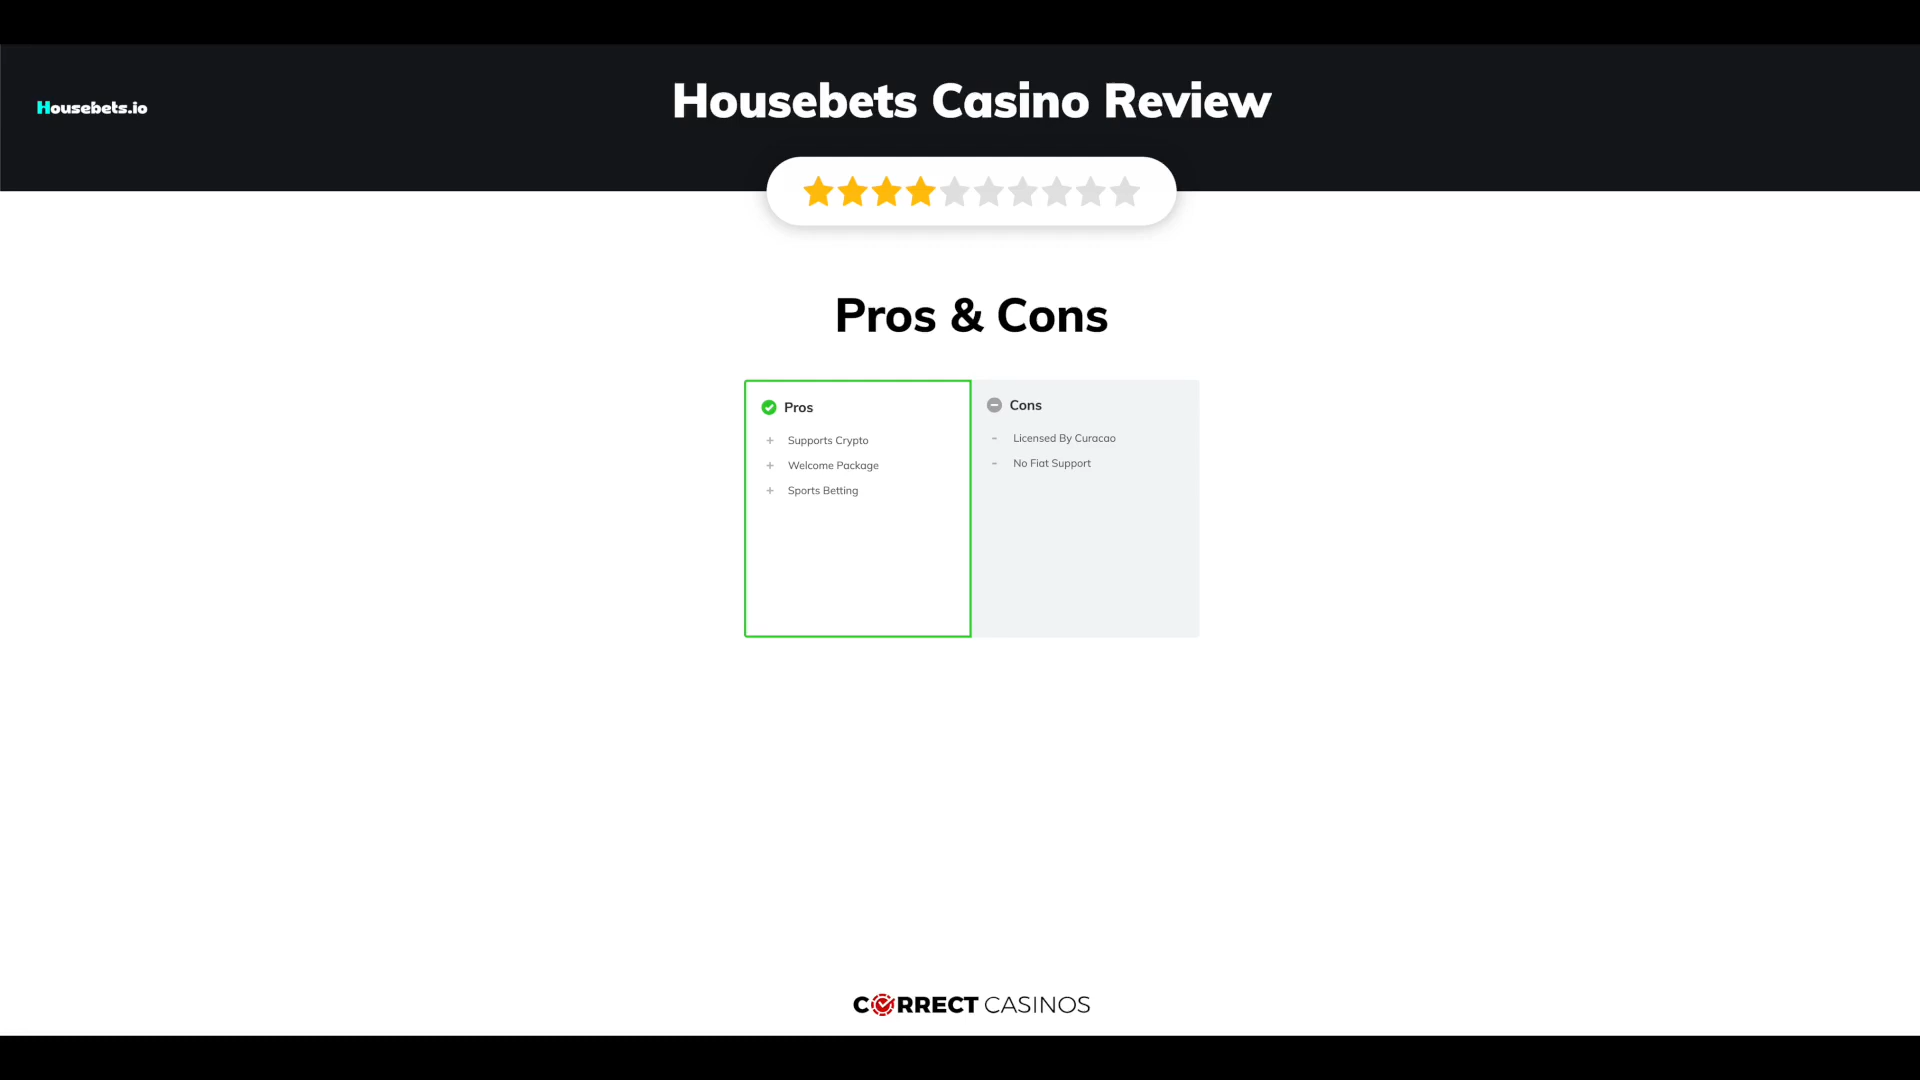 Housebets.io
Housebets Casino Review
Pros & Cons
Pros
+ Supports Crypto
+ Welcome Package
+ Sports Betting
Cons
- Licensed By Curacao
- No Fiat Support
CORRECT CASINOS